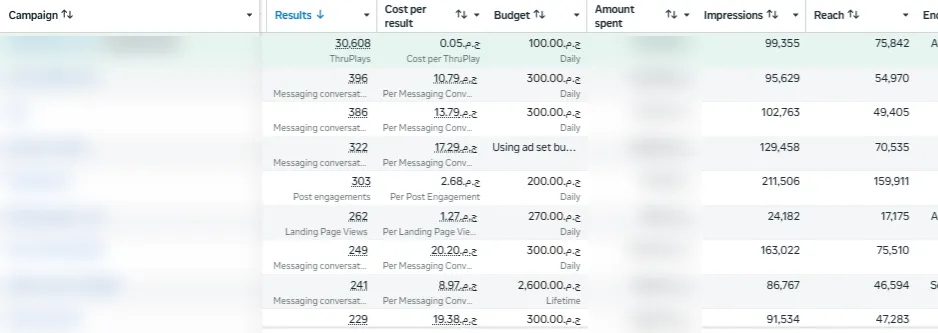 Campaign Results Cost per result Budget Amount spent Impressions Reach En
30,608 ج.م.0.05 ج.م.100.00 99,355 75,842 A
ThruPlays Cost per ThruPlay Daily
396 ج.م.10.79 ج.م.300.00 95,629 54,970
Messaging conversat... Per Messaging Conv... Daily
386 ج.م.13.79 ج.م.300.00 102,763 49,405
Messaging conversat... Per Messaging Conv... Daily
322 ج.م.17.29 Using ad set bu... 129,458 70,535
Messaging conversat... Per Messaging Conv...
303 ج.م.2.68 ج.م.200.00 211,506 159,911
Post engagements Per Post Engagement Daily
262 ج.م.1.27 ج.م.270.00 24,182 17,175 A
Landing Page Views Per Landing Page Vie... Daily
249 ج.م.20.20 ج.م.300.00 163,022 75,510
Messaging conversat... Per Messaging Conv... Daily
241 ج.م.8.97 ج.م.2,600.00 86,767 46,594 Se
Messaging conversat... Per Messaging Conv... Lifetime
229 ج.م.19.38 ج.م.300.00 91,534 47,283